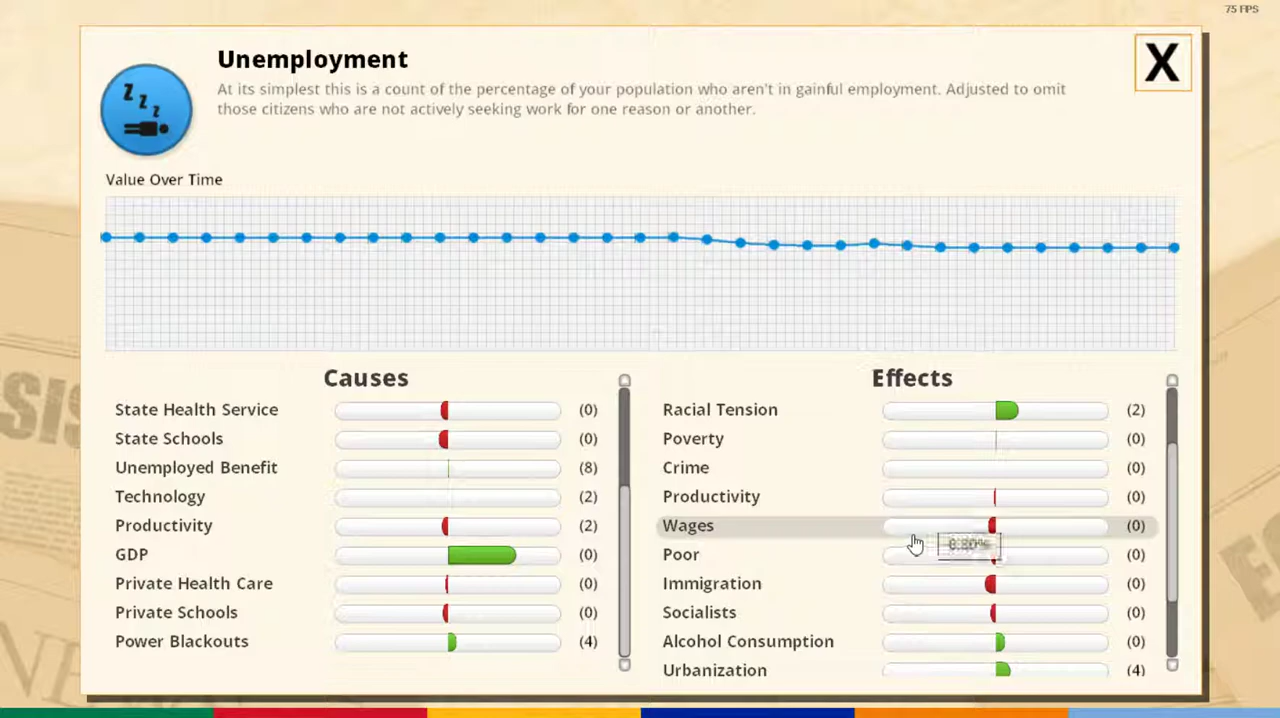 75 FPS
Unemployment
X
At its simplest this is a count of the percentage of your population who aren't in gainful employment. Adjusted to omit
those citizens who are not actively seeking work for one reason or another.
Value Over Time
Causes
State Health Service (0)
State Schools (0)
Unemployed Benefit (8)
Technology (2)
Productivity (2)
GDP (0)
Private Health Care (0)
Private Schools (0)
Power Blackouts (4)
Effects
Racial Tension (2)
Poverty (0)
Crime (0)
Productivity (0)
Wages (0)
Poor (0)
Immigration (0)
Socialists (0)
Alcohol Consumption (0)
Urbanization (4)